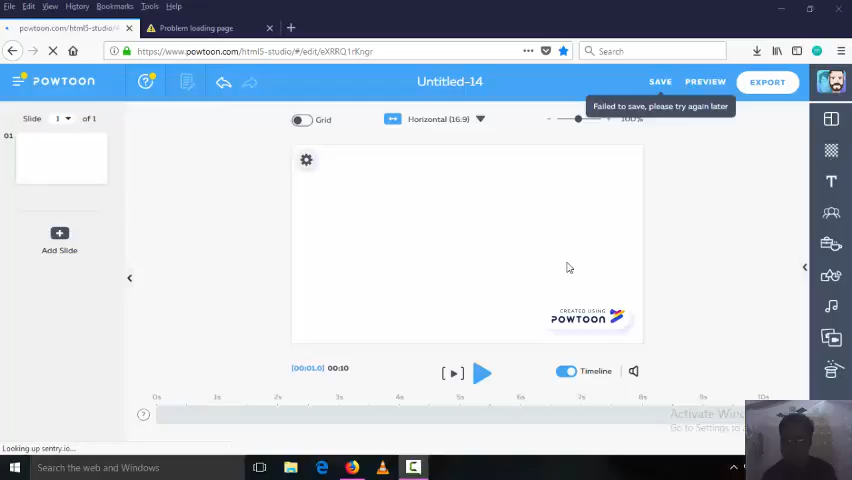 File Edit View History Bookmarks Tools Help
powtoon.com/html5-studio/#/edit/
Problem loading page
https://www.powtoon.com/html5-studio/#/edit/eXRRQ1rKngr
Search
POWTOON
Untitled-14
SAVE
PREVIEW
EXPORT
Failed to save, please try again later
Slide 1 of 1
Grid
Horizontal (16:9)
100%
01
Add Slide
CREATED USING
POWTOON
[00:01.0] 00:10
Timeline
0s 1s 2s 3s 4s 5s 6s 7s 8s 9s 10s
Activate Win
Go to Settings to a
Looking up sentry.io...
Search the web and Windows